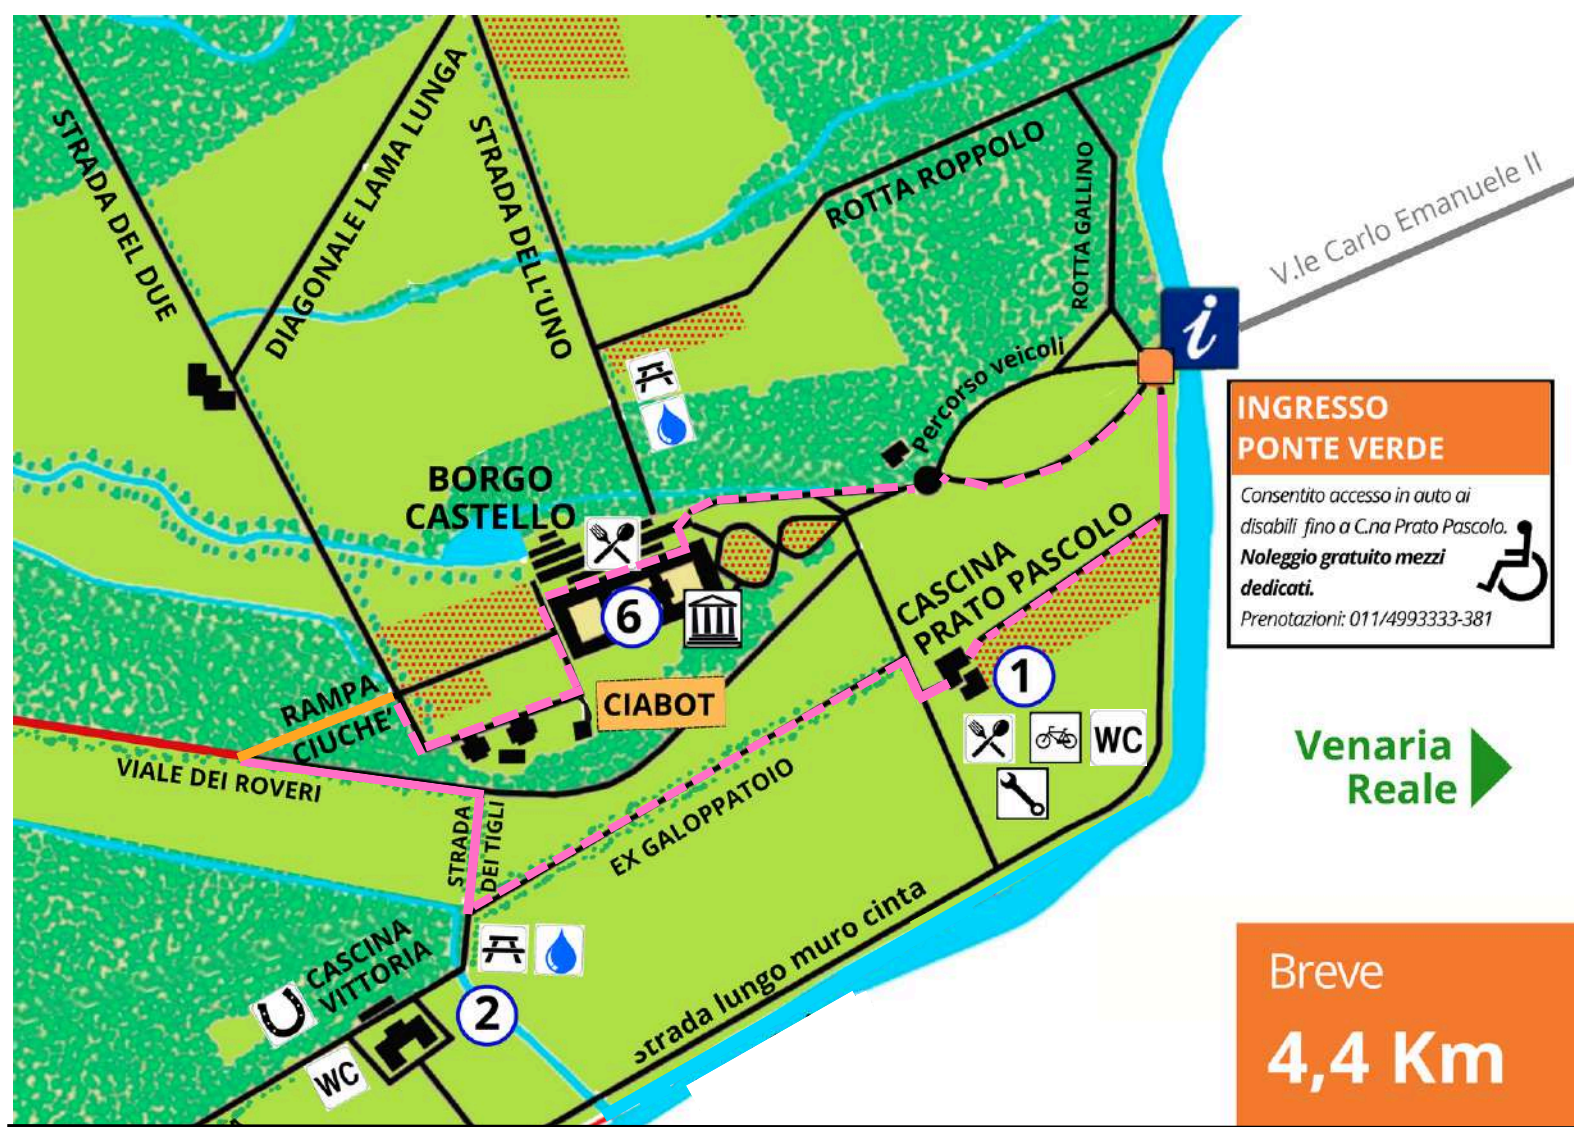 STRADA DEL DUE
DIAGONALE LAMA LUNGA
STRADA DELL'UNO
ROTTA ROPPOLO
ROTTA GALLINO
V.le Carlo Emanuele II
i
Percorso veicoli
INGRESSO
PONTE VERDE
Consentito accesso in auto ai
disabili fino a C.na Prato Pascolo.
Noleggio gratuito mezzi
dedicati.
Prenotazioni: 011/4993333-381
BORGO
CASTELLO
CASCINA
PRATO PASCOLO
6
1
CIABOT
RAMPA
CIUCHE'
WC
VIALE DEI ROVERI
STRADA
DEI TIGLI
EX GALOPPATOIO
Venaria
Reale
CASCINA
VITTORIA
2
WC
strada lungo muro cinta
Breve
4,4 Km